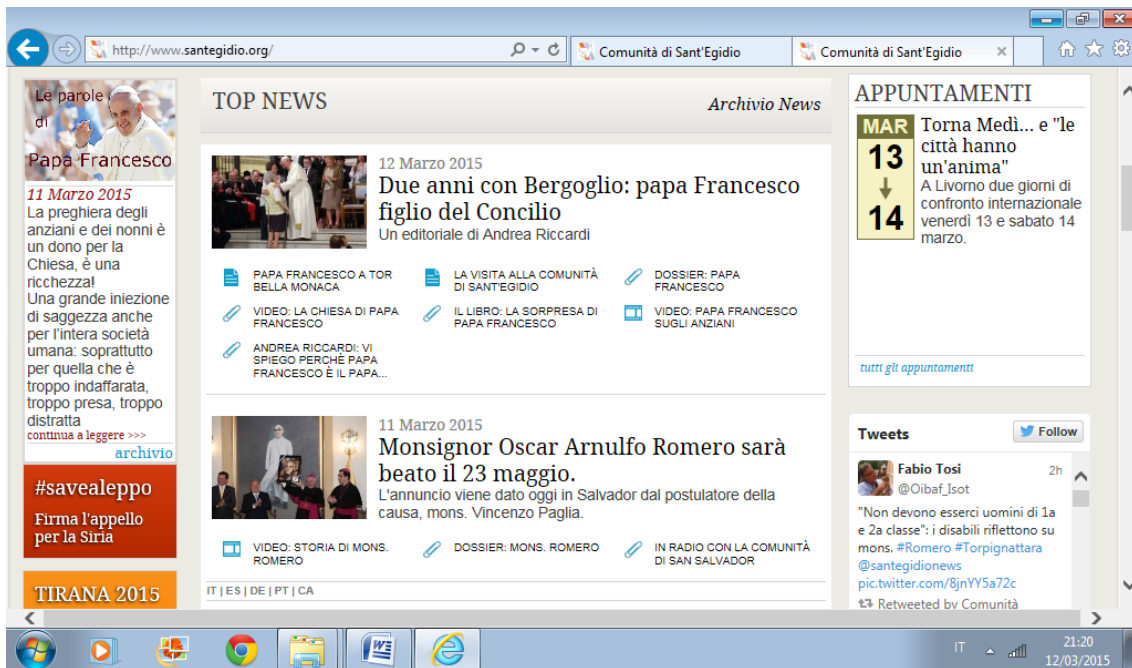 http://www.santegidio.org/
Comunità di Sant'Egidio
Comunità di Sant'Egidio
Le parole
di
Papa Francesco
11 Marzo 2015
La preghiera degli
anziani e dei nonni è
un dono per la
Chiesa, è una
ricchezza!
Una grande iniezione
di saggezza anche
per l'intera società
umana: soprattutto
per quella che è
troppo indaffarata,
troppo presa, troppo
distratta
continua a leggere >>>
archivio
#savealeppo
Firma l'appello
per la Siria
TIRANA 2015
TOP NEWS
Archivio News
12 Marzo 2015
Due anni con Bergoglio: papa Francesco
figlio del Concilio
Un editoriale di Andrea Riccardi
PAPA FRANCESCO A TOR
BELLA MONACA
LA VISITA ALLA COMUNITÀ
DI SANT'EGIDIO
DOSSIER: PAPA
FRANCESCO
VIDEO: LA CHIESA DI PAPA
FRANCESCO
IL LIBRO: LA SORPRESA DI
PAPA FRANCESCO
VIDEO: PAPA FRANCESCO
SUGLI ANZIANI
ANDREA RICCARDI: VI
SPIEGO PERCHÈ PAPA
FRANCESCO È IL PAPA...
11 Marzo 2015
Monsignor Oscar Arnulfo Romero sarà
beato il 23 maggio.
L'annuncio viene dato oggi in Salvador dal postulatore della
causa, mons. Vincenzo Paglia.
VIDEO: STORIA DI MONS.
ROMERO
DOSSIER: MONS. ROMERO
IN RADIO CON LA COMUNITÀ
DI SAN SALVADOR
IT | ES | DE | PT | CA
APPUNTAMENTI
MAR
13
14
Torna Medì... e "le
città hanno
un'anima"
A Livorno due giorni di
confronto internazionale
venerdì 13 e sabato 14
marzo.
tutti gli appuntamenti
Tweets
Follow
Fabio Tosi
2h
@Oibaf_Isot
"Non devono esserci uomini di 1a
e 2a classe": i disabili riflettono su
mons. #Romero #Torpignattara
@santegidionews
pic.twitter.com/8jnYY5a72c
Retweeted by Comunità
IT
21:20
12/03/2015